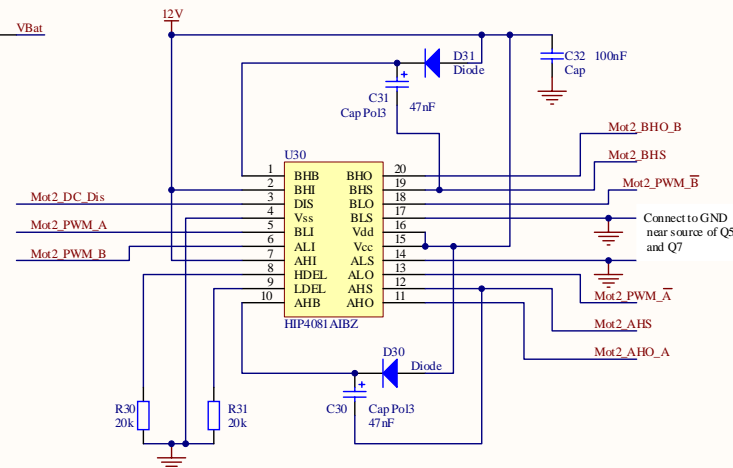 12V
VBat
D31
Diode
C32 100nF
Cap
C31
Cap Pol3
47nF
U30
Mot2_BHO_B
Mot2_BHS
Mot2_PWM_B
Mot2_DC_Dis
Mot2_PWM_A
Mot2_PWM_B
1 BHB BHO 20
2 BHI BHS 19
3 DIS BLO 18
4 Vss BLS 17
5 BLI Vdd 16
6 ALI Vcc 15
7 AHI ALS 14
8 HDEL ALO 13
9 LDEL AHS 12
10 AHB AHO 11
HIP4081AIBZ
Connect to GND
near source of Q5
and Q7
Mot2_PWM_A
Mot2_AHS
Mot2_AHO_A
D30
Diode
R30
20k
R31
20k
C30
Cap Pol3
47nF